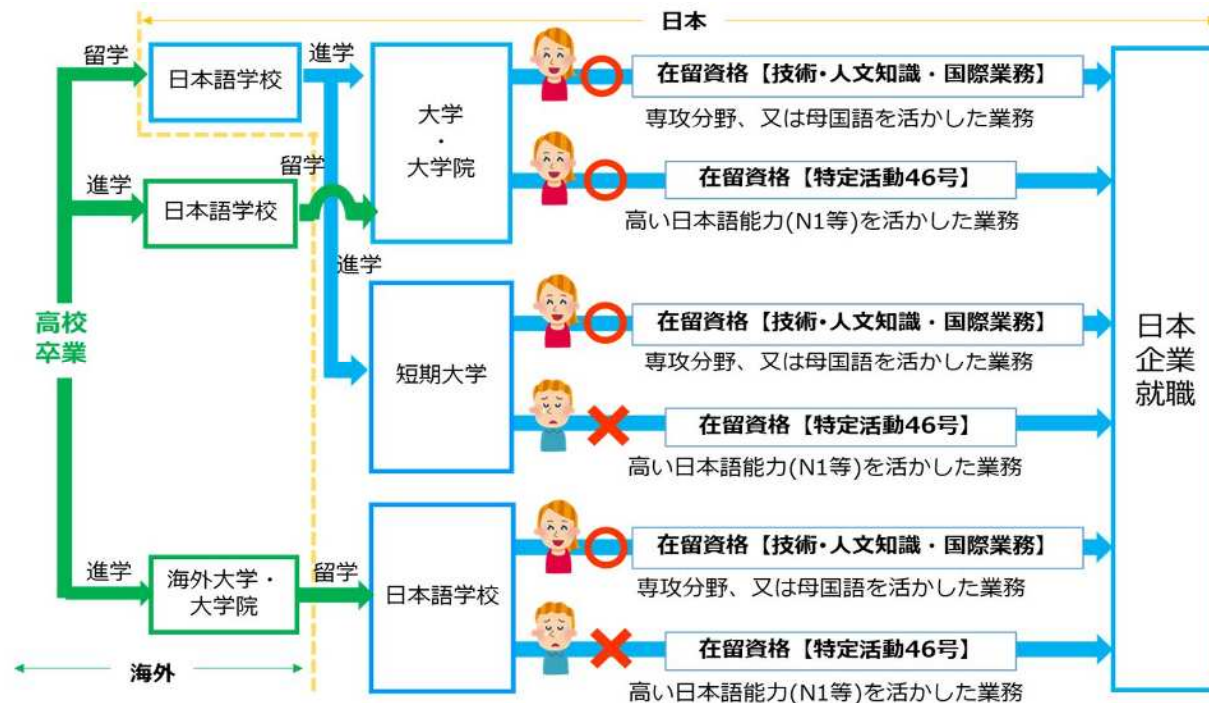 日本
留学
日本語学校
進学
大学
・
大学院
在留資格【技術・人文知識・国際業務】
専攻分野、又は母国語を活かした業務
在留資格【特定活動46号】
高い日本語能力(N1等)を活かした業務
進学
日本語学校
留学
進学
高校
卒業
短期大学
在留資格【技術・人文知識・国際業務】
専攻分野、又は母国語を活かした業務
在留資格【特定活動46号】
高い日本語能力(N1等)を活かした業務
進学
海外大学・
大学院
留学
日本語学校
在留資格【技術・人文知識・国際業務】
専攻分野、又は母国語を活かした業務
在留資格【特定活動46号】
高い日本語能力(N1等)を活かした業務
日本
企業
就職
海外